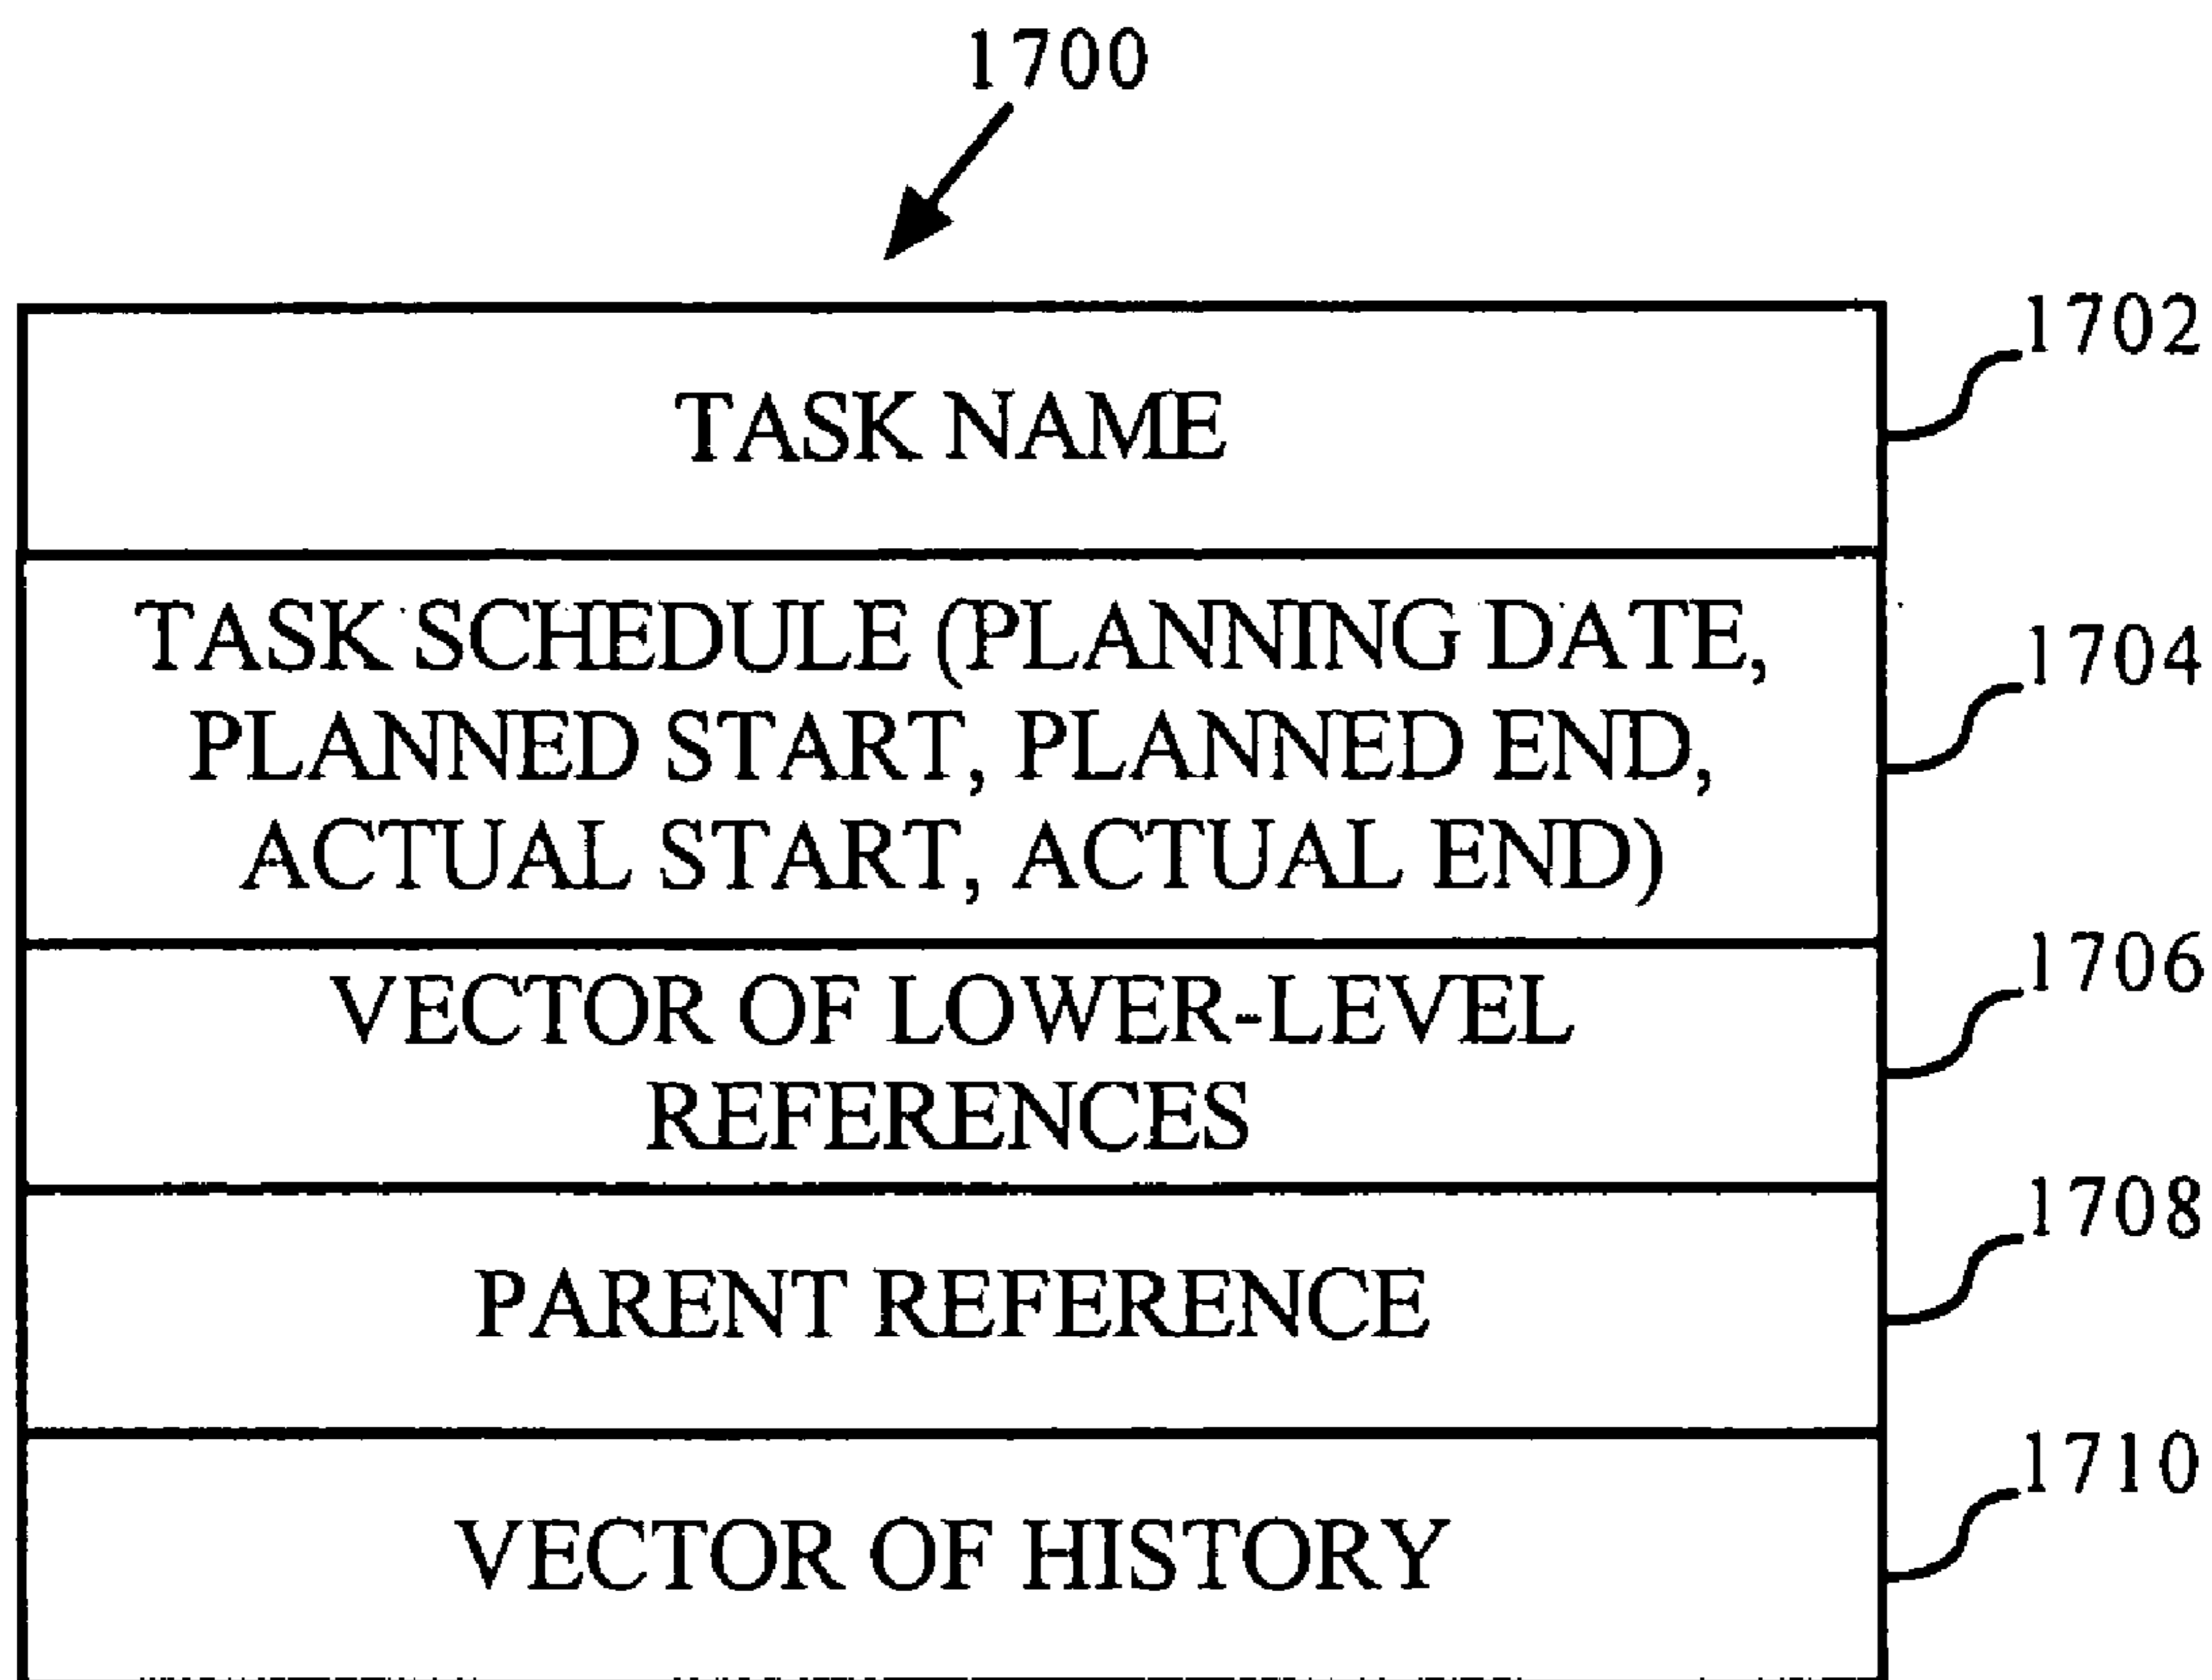 1700
1702
TASK NAME
TASK SCHEDULE (PLANNING DATE,
1704
PLANNED START, PLANNED END,
ACTUAL START, ACTUAL END)
1706
VECTOR OF LOWER-LEVEL
REFERENCES
1708
PARENT REFERENCE
1710
VECTOR OF HISTORY